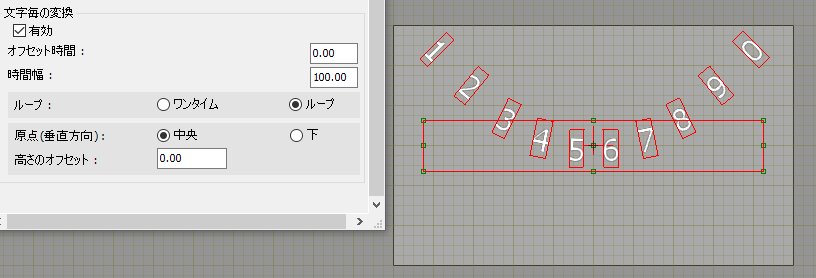 文字毎の変換
有効
オフセット時間： 0.00
時間幅： 100.00
ループ： ワンタイム ループ
原点(垂直方向)： 中央 下
高さのオフセット： 0.00
1 2 3 4 5 6 7 8 9 0